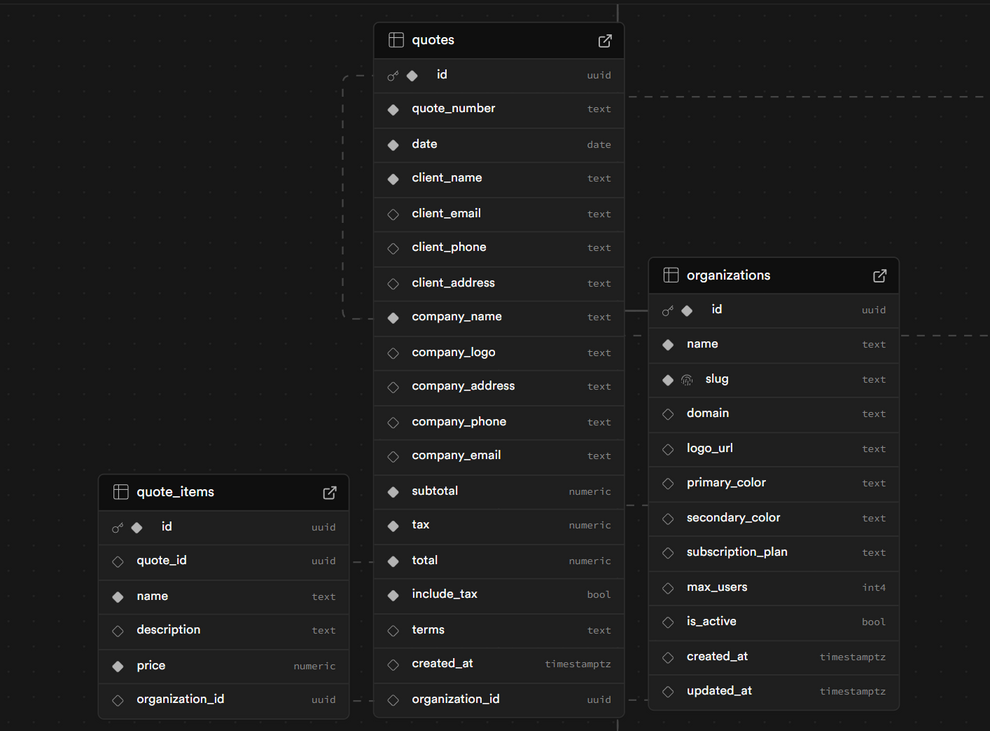 quotes
id uuid
quote_number text
date date
client_name text
client_email text
client_phone text
client_address text
company_name text
company_logo text
company_address text
company_phone text
company_email text
subtotal numeric
tax numeric
total numeric
include_tax bool
terms text
created_at timestamptz
organization_id uuid
organizations
id uuid
name text
slug text
domain text
logo_url text
primary_color text
secondary_color text
subscription_plan text
max_users int4
is_active bool
created_at timestamptz
updated_at timestamptz
quote_items
id uuid
quote_id uuid
name text
description text
price numeric
organization_id uuid